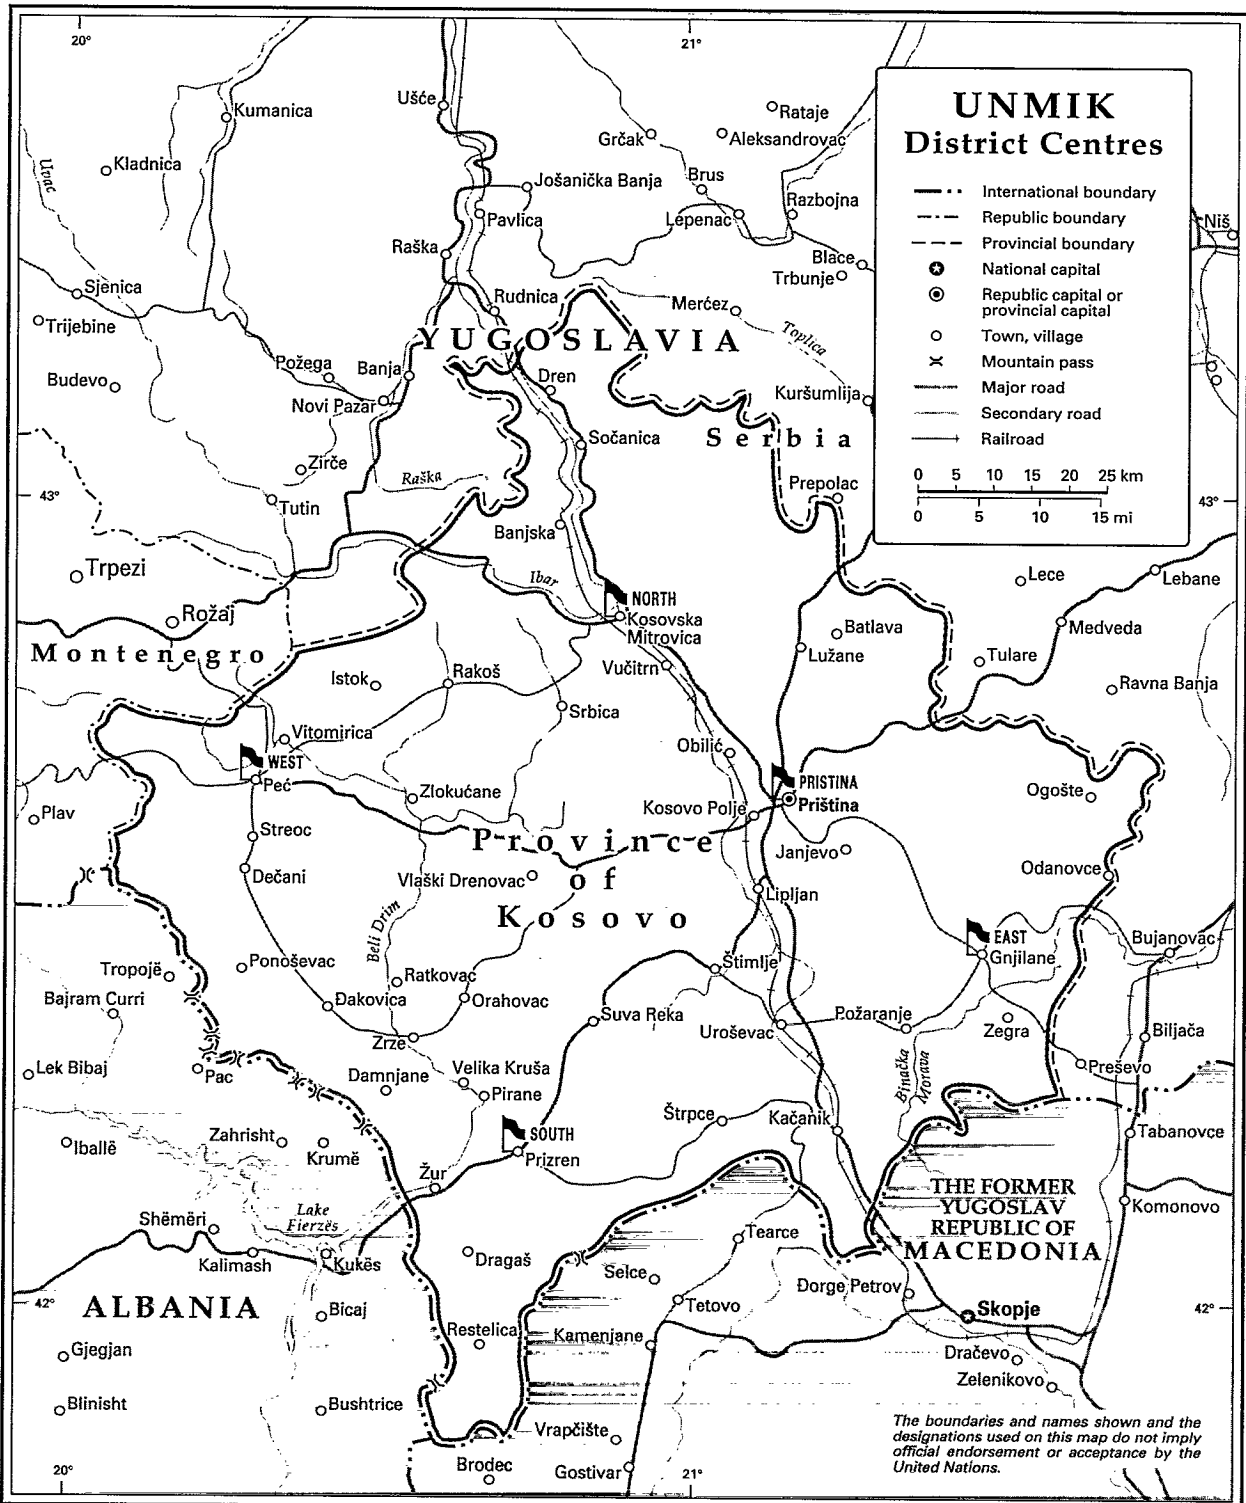 20°
21°
UNMIK
District Centres
International boundary
Republic boundary
Provincial boundary
National capital
Republic capital or
provincial capital
Town, village
Mountain pass
Major road
Secondary road
Railroad
0 5 10 15 20 25 km
0 5 10 15 mi
Ušće
Kumanica
Rataje
Grčak
Aleksandrovac
Kladnica
Uvac
Jošanička Banja
Brus
Razbojna
Pavlica
Lepenac
Niš
Raška
Blace
Trbunje
Sjenica
Rudnica
Merćez
Trijebine
Toplica
YUGOSLAVIA
Požega
Banja
Budevo
Dren
Kuršumlija
Novi Pazar
Sočanica
Serbia
Zirče
Raška
Prepolac
43°
43°
Tutin
Banjska
Trpezi
Ibar
Lece
Lebane
NORTH
Kosovska
Mitrovica
Rožaj
Batlava
Medveda
Montenegro
Lužane
Vučitrn
Tulare
Istok
Rakoš
Ravna Banja
Srbica
Vitomirica
Obilić
WEST
Peć
PRISTINA
Priština
Zlokućane
Ogošte
Plav
Kosovo Polje
Streoc
Province
of
Kosovo
Janjevo
Dečani
Vlaški Drenovac
Odanovce
Lipljan
Beli Drim
EAST
Gnjilane
Bujanovac
Tropojë
Ponoševac
Štimlje
Ratkovac
Bajram Curri
Đakovica
Orahovac
Suva Reka
Uroševac
Požaranje
Zegra
Biljača
Zrze
Lek Bibaj
Pac
Damnjane
Velika Kruša
Pirane
Binačka
Morava
Preševo
Štrpce
Kačanik
SOUTH
Prizren
Iballë
Zahrisht
Krumë
Tabanovce
Žur
Lake
Fierzës
THE FORMER
YUGOSLAV
REPUBLIC OF
MACEDONIA
Komonovo
Shëmëri
Tearce
Kalimash
Kukës
Dragaš
Selce
Đorge Petrov
42°
42°
ALBANIA
Bicaj
Tetovo
Skopje
Restelica
Kamenjane
Gjegjan
Dračevo
Zelenikovo
Blinisht
Bushtrice
Vrapčište
Brodec
Gostivar
The boundaries and names shown and the
designations used on this map do not imply
official endorsement or acceptance by the
United Nations.
20°
21°